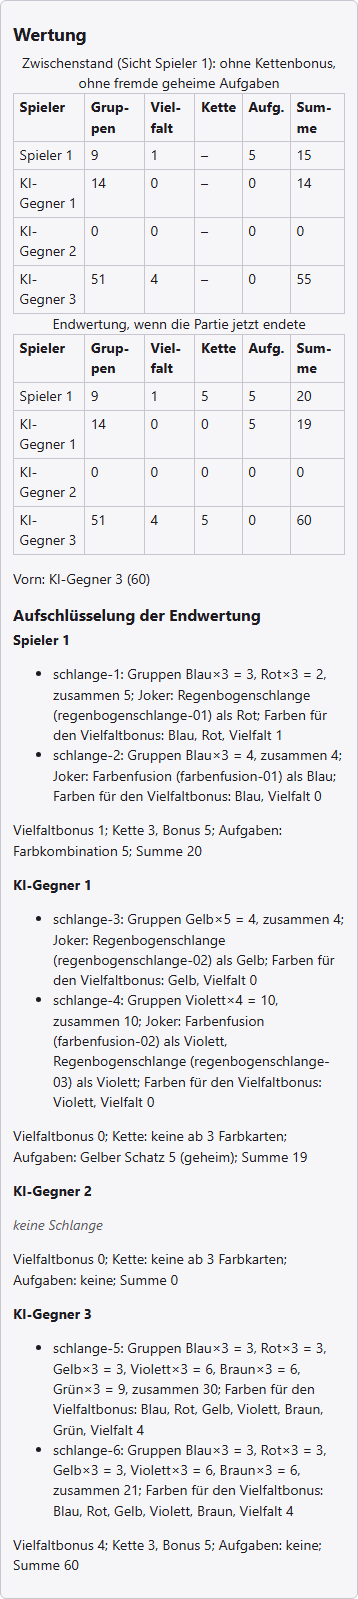 Wertung
Zwischenstand (Sicht Spieler 1): ohne Kettenbonus,
ohne fremde geheime Aufgaben
Spieler Grup-pen Viel-falt Kette Aufg. Sum-me
Spieler 1 9 1 – 5 15
KI-Gegner 1 14 0 – 0 14
KI-Gegner 2 0 0 – 0 0
KI-Gegner 3 51 4 – 0 55
Endwertung, wenn die Partie jetzt endete
Spieler Grup-pen Viel-falt Kette Aufg. Sum-me
Spieler 1 9 1 5 5 20
KI-Gegner 1 14 0 0 5 19
KI-Gegner 2 0 0 0 0 0
KI-Gegner 3 51 4 5 0 60
Vorn: KI-Gegner 3 (60)
Aufschlüsselung der Endwertung
Spieler 1
• schlange-1: Gruppen Blau×3 = 3, Rot×3 = 2,
zusammen 5; Joker: Regenbogenschlange
(regenbogenschlange-01) als Rot; Farben für
den Vielfaltbonus: Blau, Rot, Vielfalt 1
• schlange-2: Gruppen Blau×3 = 4, zusammen 4;
Joker: Farbenfusion (farbenfusion-01) als Blau;
Farben für den Vielfaltbonus: Blau, Vielfalt 0
Vielfaltbonus 1; Kette 3, Bonus 5; Aufgaben:
Farbkombination 5; Summe 20
KI-Gegner 1
• schlange-3: Gruppen Gelb×5 = 4, zusammen 4;
Joker: Regenbogenschlange
(regenbogenschlange-02) als Gelb; Farben für
den Vielfaltbonus: Gelb, Vielfalt 0
• schlange-4: Gruppen Violett×4 = 10,
zusammen 10; Joker: Farbenfusion
(farbenfusion-02) als Violett,
Regenbogenschlange (regenbogenschlange-
03) als Violett; Farben für den Vielfaltbonus:
Violett, Vielfalt 0
Vielfaltbonus 0; Kette: keine ab 3 Farbkarten;
Aufgaben: Gelber Schatz 5 (geheim); Summe 19
KI-Gegner 2
keine Schlange
Vielfaltbonus 0; Kette: keine ab 3 Farbkarten;
Aufgaben: keine; Summe 0
KI-Gegner 3
• schlange-5: Gruppen Blau×3 = 3, Rot×3 = 3,
Gelb×3 = 3, Violett×3 = 6, Braun×3 = 6,
Grün×3 = 9, zusammen 30; Farben für den
Vielfaltbonus: Blau, Rot, Gelb, Violett, Braun,
Grün, Vielfalt 4
• schlange-6: Gruppen Blau×3 = 3, Rot×3 = 3,
Gelb×3 = 3, Violett×3 = 6, Braun×3 = 6,
zusammen 21; Farben für den Vielfaltbonus:
Blau, Rot, Gelb, Violett, Braun, Vielfalt 4
Vielfaltbonus 4; Kette 3, Bonus 5; Aufgaben: keine;
Summe 60